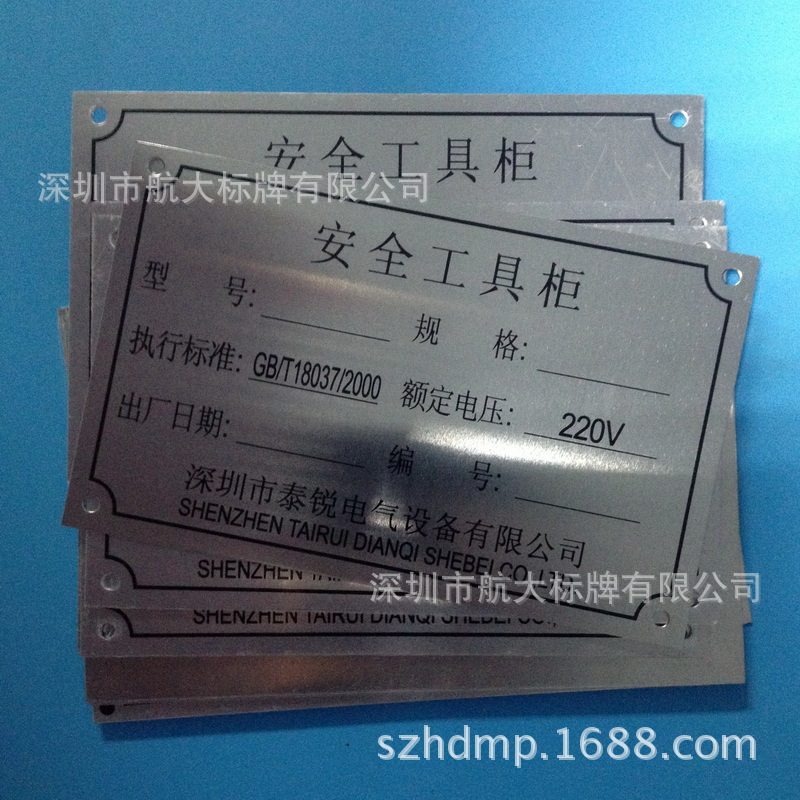 安全工具柜
深圳市航大标牌有限公司
安全工具柜
型 号: 规 格:
执行标准: GB/T18037/2000 额定电压: 220V
出厂日期: 编 号:
深圳市泰锐电气设备有限公司
SHENZHEN TAIRUI DIANQI SHEBEI CO., LTD
SHENZHEN TAIRUI
深圳市航大标牌有限公司
SHENZHEN TAIRUI DIANQI SHEBEI CO.,
szhdmp.1688.com